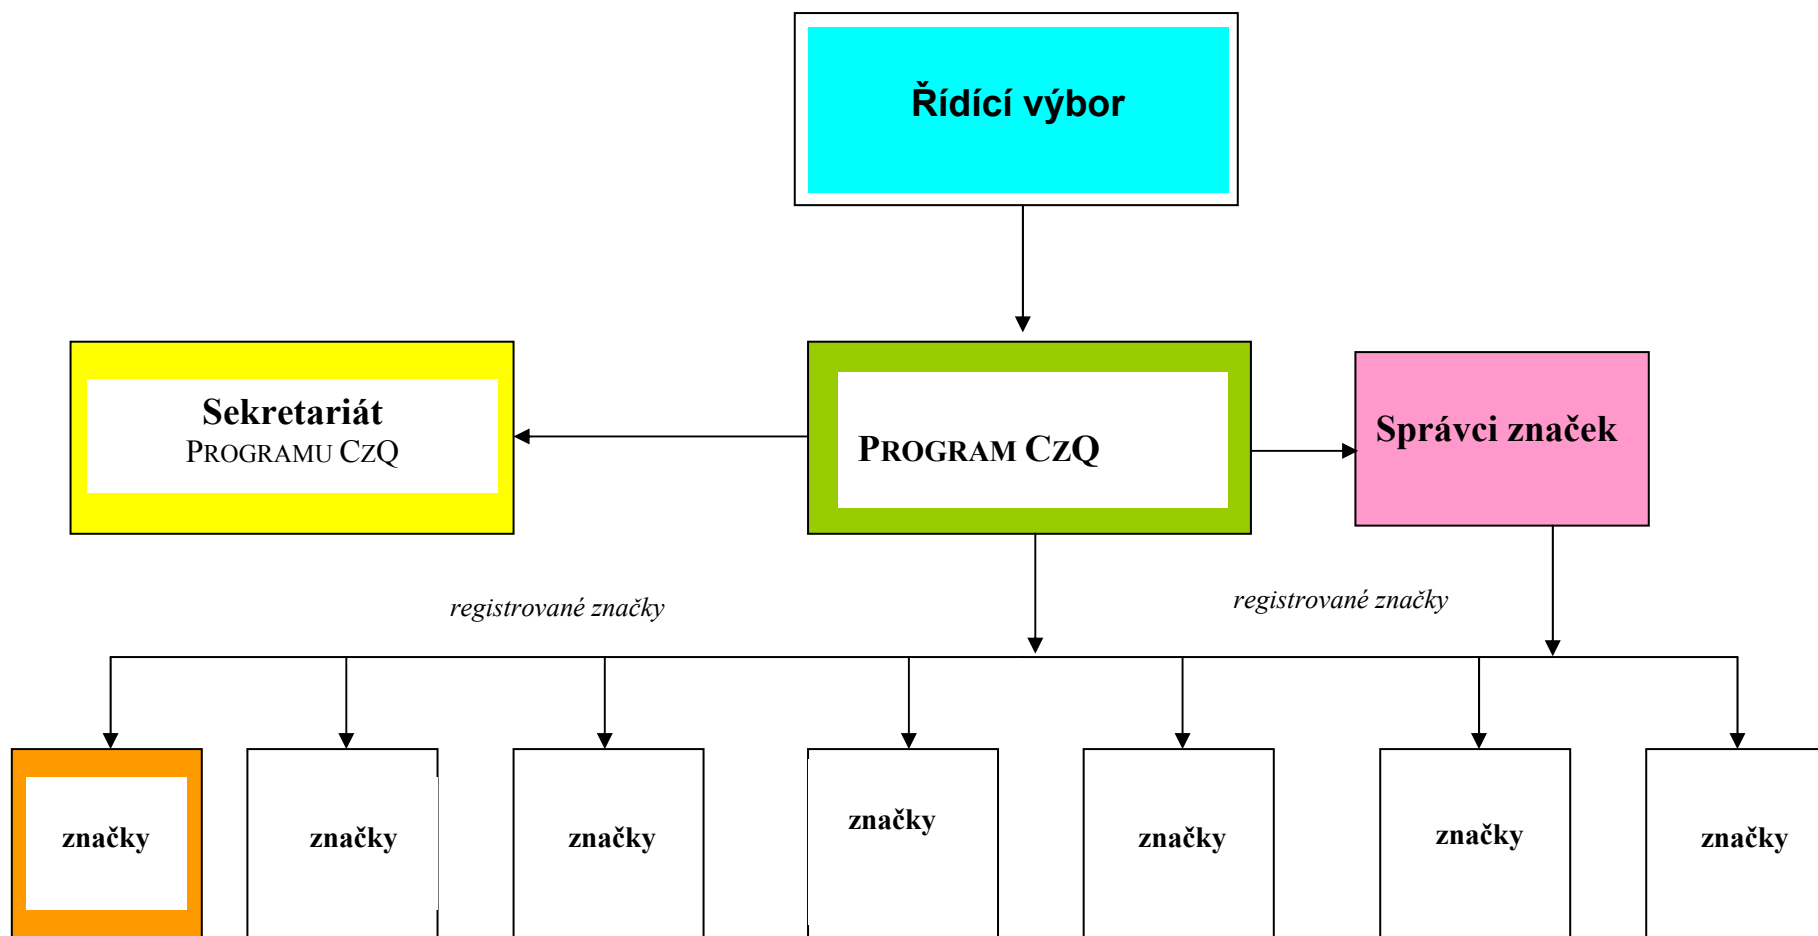 Řídící výbor
Sekretariát
PROGRAMU CZQ
PROGRAM CZQ
Správci značek
registrované značky
registrované značky
značky
značky
značky
značky
značky
značky
značky